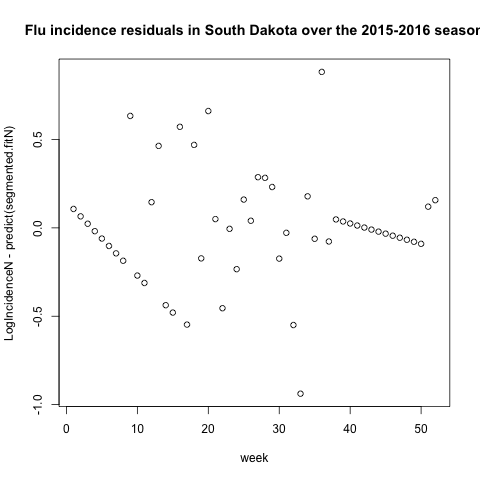 Flu incidence residuals in South Dakota over the 2015-2016 season
LogIncidenceN - predict(segmented.fitN)
0.5
0.0
-0.5
-1.0
0 10 20 30 40 50
week